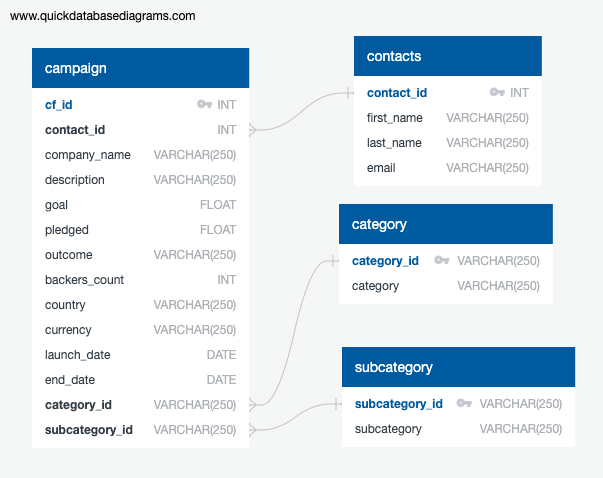 www.quickdatabasediagrams.com
campaign
cf_id INT
contact_id INT
company_name VARCHAR(250)
description VARCHAR(250)
goal FLOAT
pledged FLOAT
outcome VARCHAR(250)
backers_count INT
country VARCHAR(250)
currency VARCHAR(250)
launch_date DATE
end_date DATE
category_id VARCHAR(250)
subcategory_id VARCHAR(250)
contacts
contact_id INT
first_name VARCHAR(250)
last_name VARCHAR(250)
email VARCHAR(250)
category
category_id VARCHAR(250)
category VARCHAR(250)
subcategory
subcategory_id VARCHAR(250)
subcategory VARCHAR(250)